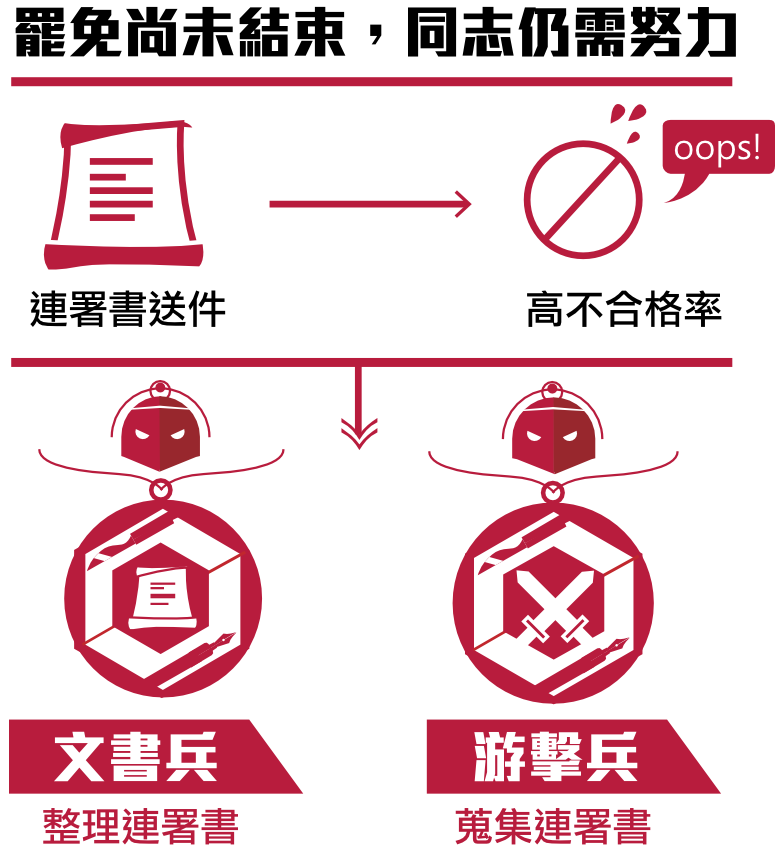 罷免尚未結束，同志仍需努力
oops!
連署書送件
高不合格率
文書兵
游擊兵
整理連署書
蒐集連署書